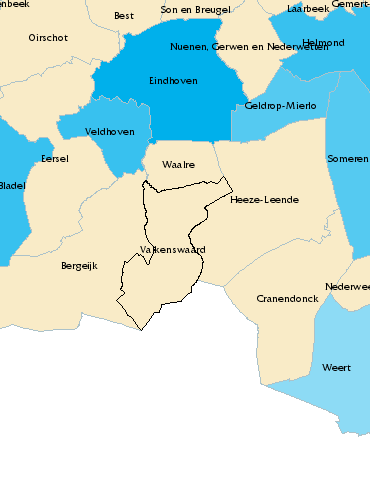 enbeek
Son en Breugel
Gemert-
Laarbeek
Best
Oirschot
Helmond
Nuenen, Gerwen en Nederwetten
Eindhoven
Geldrop-Mierlo
Veldhoven
Eersel
Waalre
Someren
Bladel
Heeze-Leende
Valkenswaard
Bergeijk
Nederwee
Cranendonck
Weert